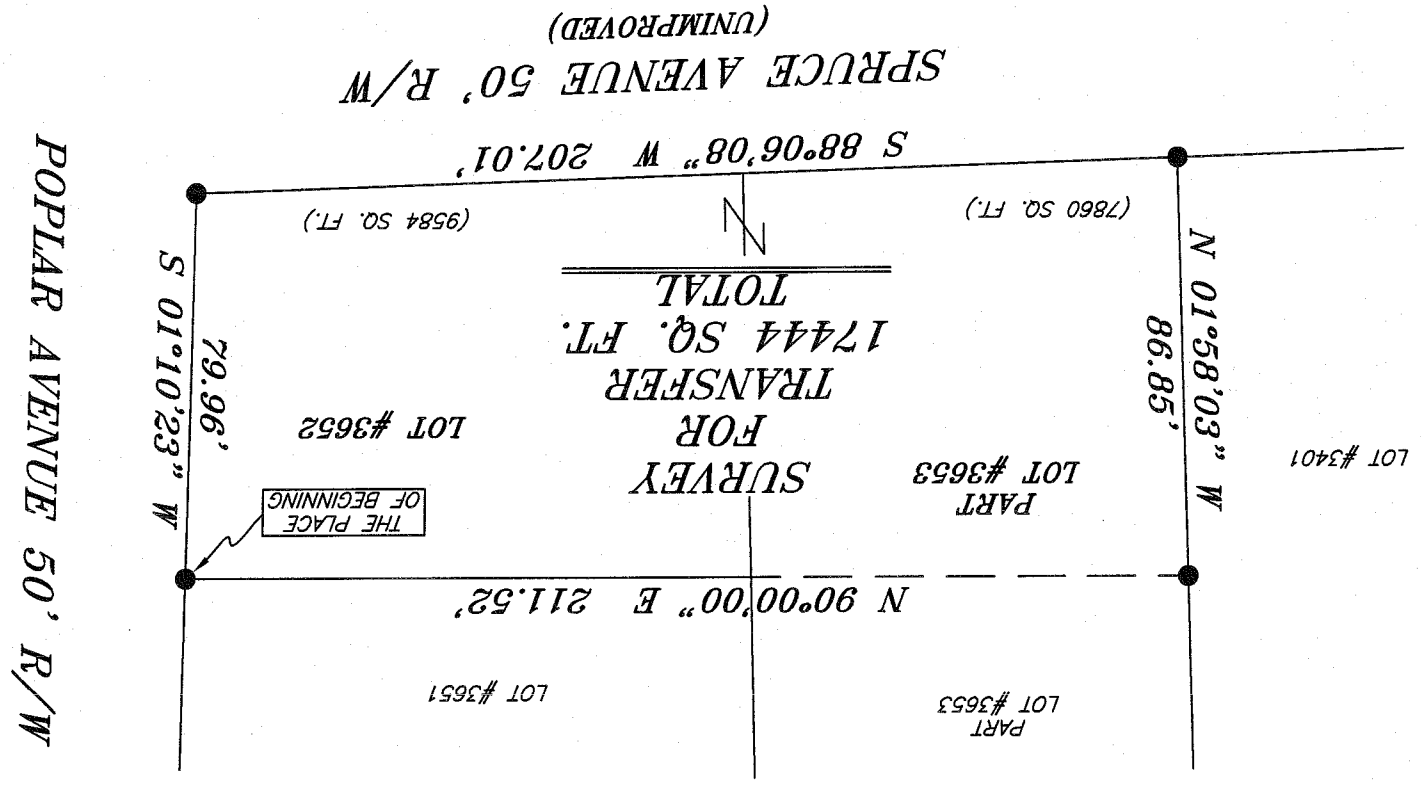 PART
LOT #3653
LOT #3651
N 90°00'00" E 211.52'
THE PLACE
OF BEGINNING
PART
LOT #3653
SURVEY
FOR
TRANSFER
17444 SQ. FT.
TOTAL
LOT #3652
LOT #3401
N 01°58'03" W
86.85'
79.96'
S 01°10'23" W
N
(7860 SQ. FT.)
(9584 SQ. FT.)
S 88°06'08" W 207.01'
SPRUCE AVENUE 50' R/W
(UNIMPROVED)
POPLAR AVENUE 50' R/W